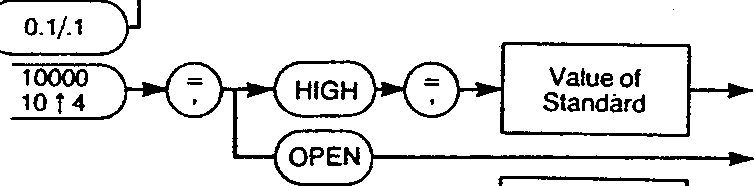 0.1/.1
10000
10 ↑ 4
=
,
HIGH
=
,
Value of
Standard
OPEN